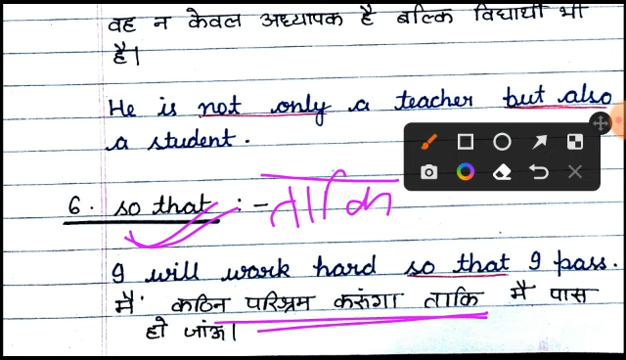 वह न केवल अध्यापक है बल्कि विद्यार्थी भी
है।
He is not only a teacher but also
a student.
6. so that :- ताकि
I will work hard so that I pass.
मैं कठिन परिश्रम करुंगा ताकि मैं पास
हो जांऊ।